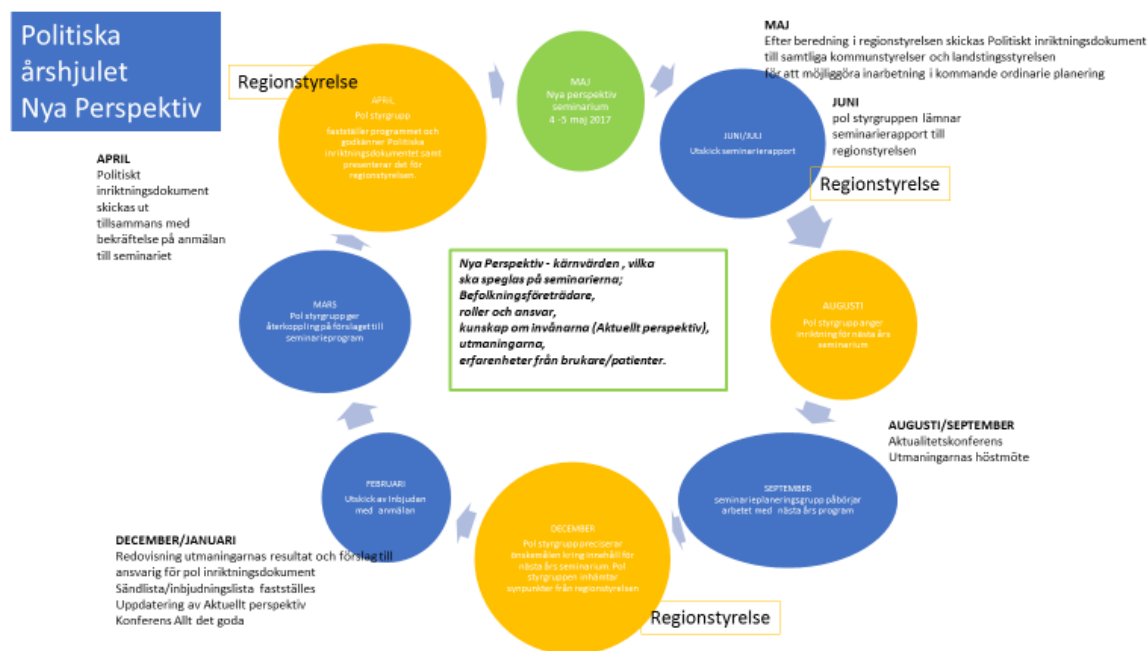 Politiska
årshjulet
Nya Perspektiv
Regionstyrelse
APRIL
Pol styrgrupp
fastställer programmet och
godkänner Politiska
inriktningsdokumentet samt
presenterar det för
regionstyrelsen.
MAJ
Nya perspektiv
seminarium
4 -5 maj 2017
MAJ
Efter beredning i regionstyrelsen skickas Politiskt inriktningsdokument
till samtliga kommunstyrelser och landstingsstyrelsen
för att möjliggöra inarbetning i kommande ordinarie planering
JUNI/JULI
Utskick seminarierapport
JUNI
pol styrgruppen lämnar
seminarierapport till
regionstyrelsen
Regionstyrelse
APRIL
Politiskt
inriktningsdokument
skickas ut
tillsammans med
bekräftelse på anmälan
till seminariet
MARS
Pol styrgrupp ger
återkoppling på förslaget till
seminarieprogram
Nya Perspektiv - kärnvärden , vilka
ska speglas på seminarierna;
Befolkningsföreträdare,
roller och ansvar,
kunskap om invånarna (Aktuellt perspektiv),
utmaningarna,
erfarenheter från brukare/patienter.
AUGUSTI
Pol styrgrupp anger
inriktning för nästa års
seminarium
AUGUSTI/SEPTEMBER
Aktualitetskonferens
Utmaningarnas höstmöte
SEPTEMBER
seminarieplaneringsgrupp påbörjar
arbetet med nästa års program
FEBRUARI
Utskick av Inbjudan
med anmälan
DECEMBER
Pol styrgrupp preciserar
önskemålen kring innehåll för
nästa års seminarium. Pol
styrgruppen inhämtar
synpunkter från regionstyrelsen
Regionstyrelse
DECEMBER/JANUARI
Redovisning utmaningarnas resultat och förslag till
ansvarig för pol inriktningsdokument
Sändlista/inbjudningslista fastställes
Uppdatering av Aktuellt perspektiv
Konferens Allt det goda